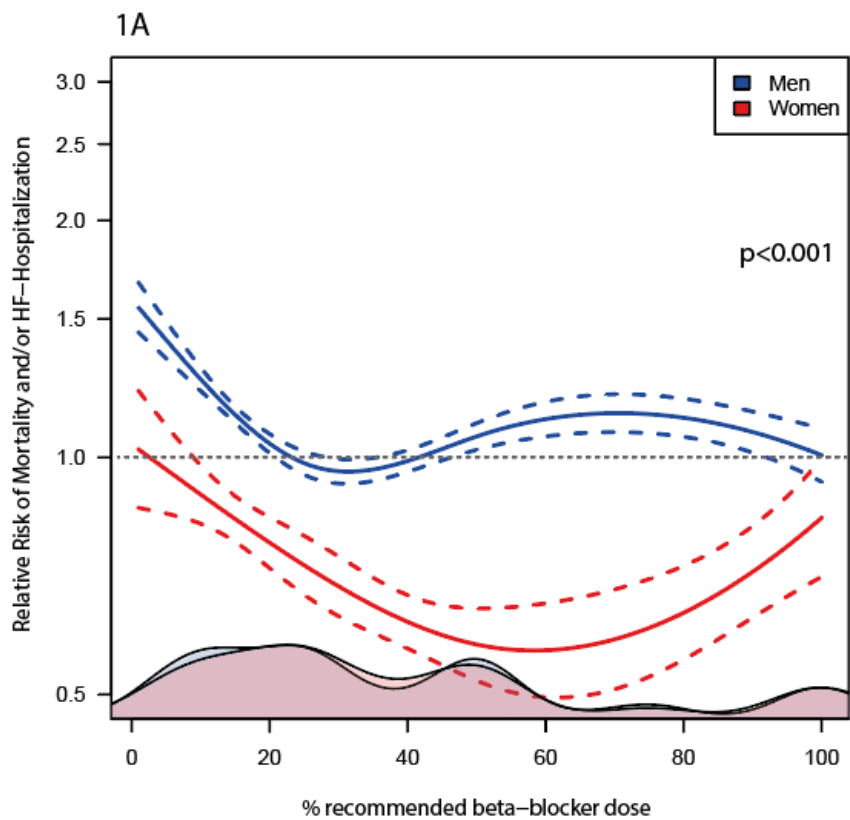 1A
3.0
2.5
2.0
1.5
1.0
0.5
Relative Risk of Mortality and/or HF−Hospitalization
Men
Women
p<0.001
0 20 40 60 80 100
% recommended beta−blocker dose